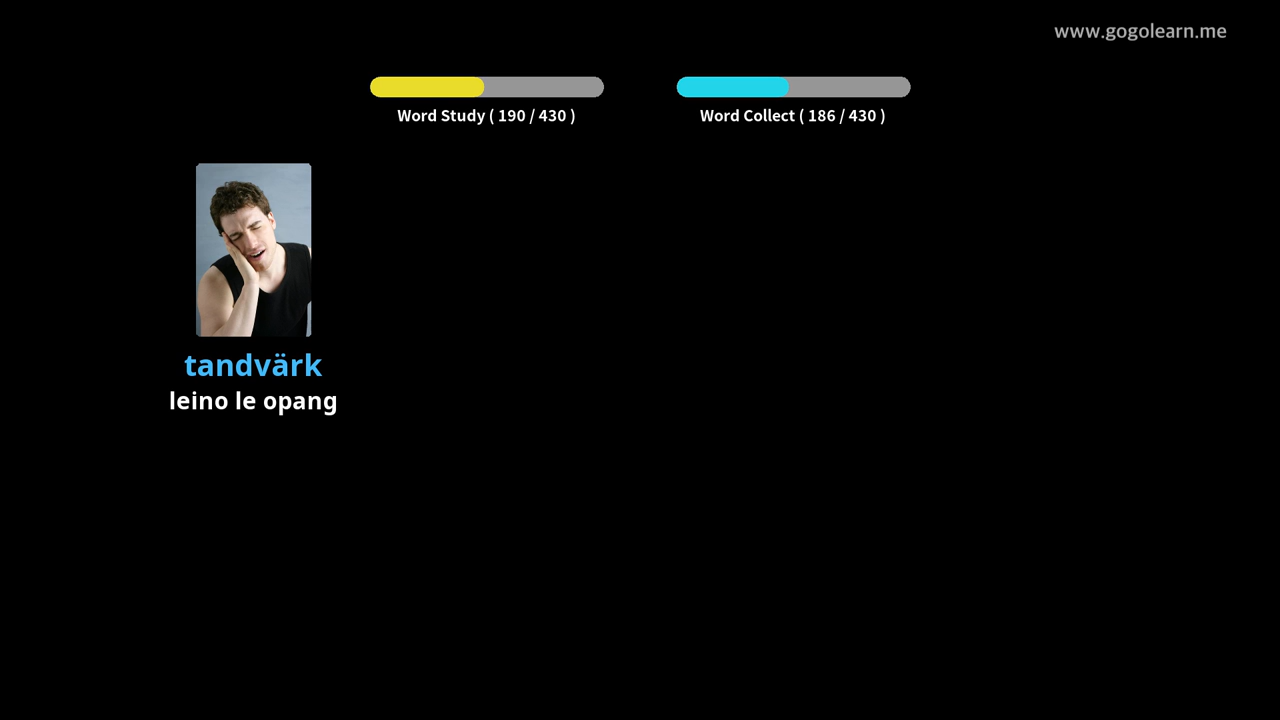 www.gogolearn.me
Word Study ( 190 / 430 )
Word Collect ( 186 / 430 )
tandvärk
leino le opang